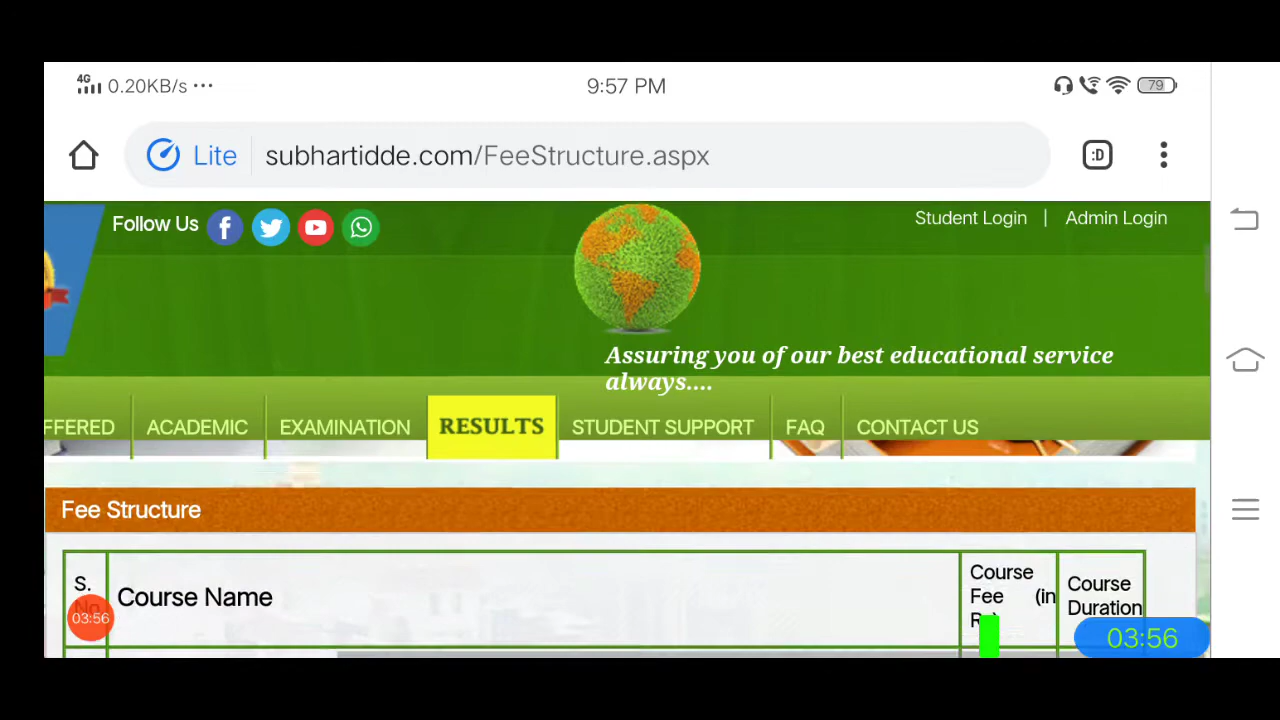 4G 0.20KB/s ...
9:57 PM
79
Lite subhartidde.com/FeeStructure.aspx
:D
Follow Us
Student Login | Admin Login
Assuring you of our best educational service
always....
FFERED ACADEMIC EXAMINATION RESULTS STUDENT SUPPORT FAQ CONTACT US
Fee Structure
S.
Course Name
Course
Fee (in
Course
Duration
03:56
03:56